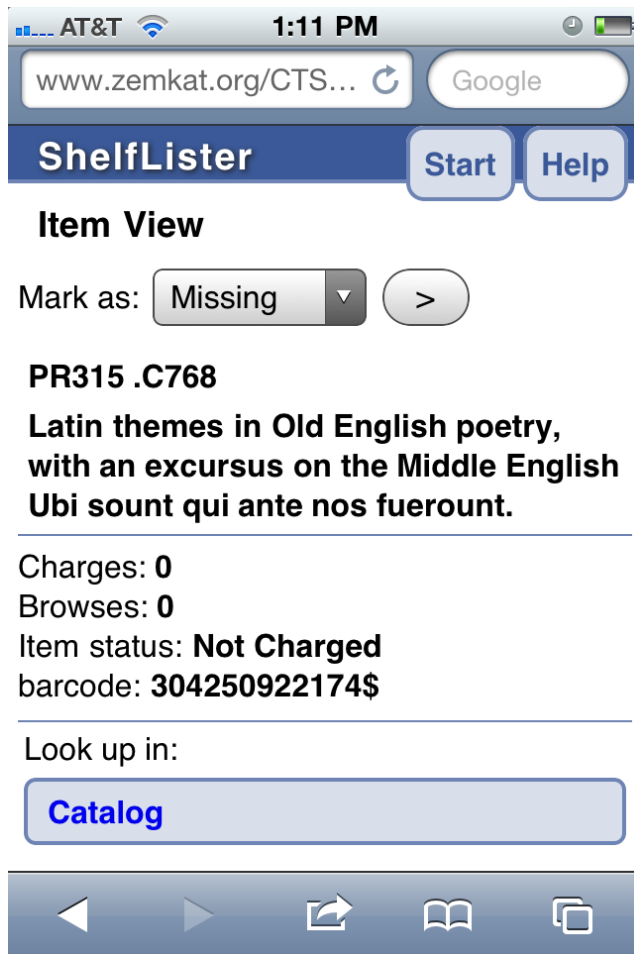 AT&T 1:11 PM
www.zemkat.org/CTS... Google
ShelfLister Start Help
Item View
Mark as: Missing >
PR315 .C768
Latin themes in Old English poetry,
with an excursus on the Middle English
Ubi sount qui ante nos fuerount.
Charges: 0
Browses: 0
Item status: Not Charged
barcode: 304250922174$
Look up in:
Catalog